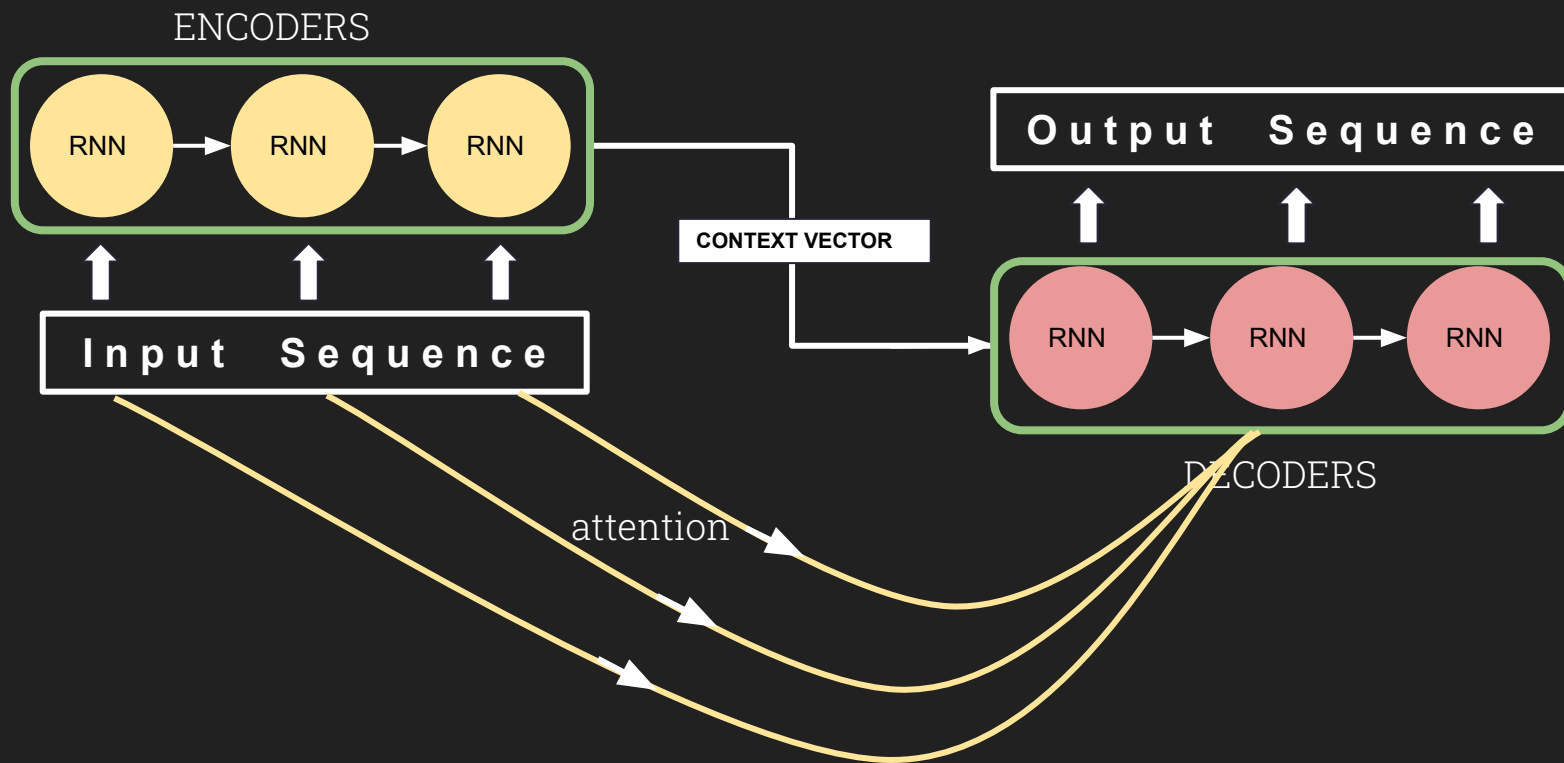 ENCODERS
RNN RNN RNN
Output Sequence
CONTEXT VECTOR
Input Sequence
RNN RNN RNN
DECODERS
attention